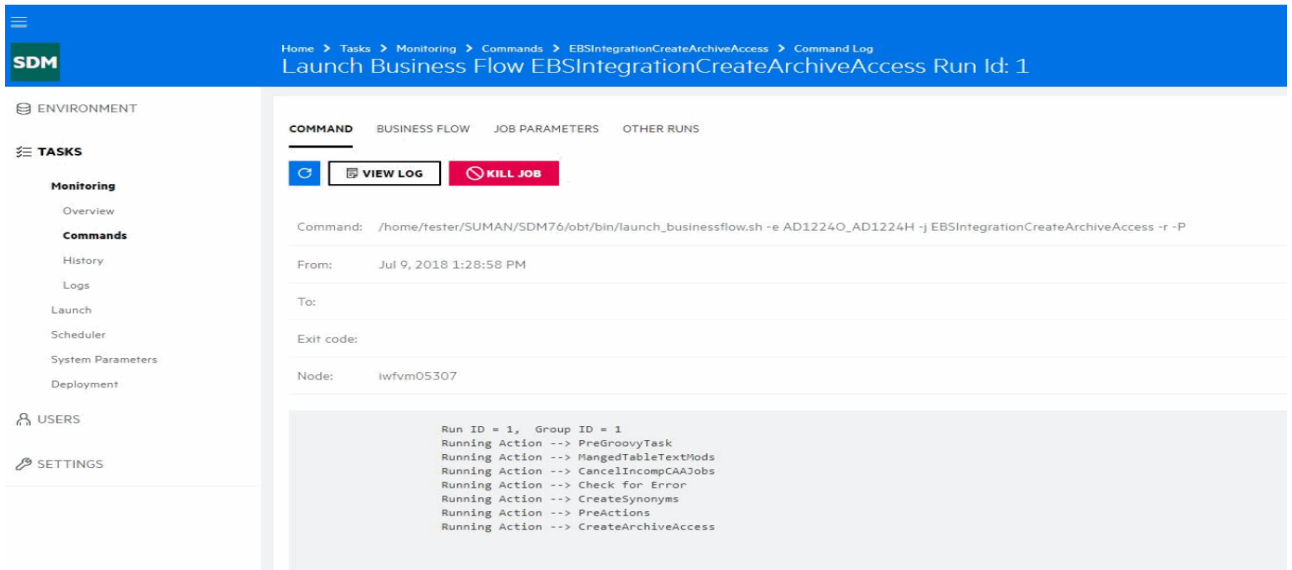 SDM
Home > Tasks > Monitoring > Commands > EBSIntegrationCreateArchiveAccess > Command Log
Launch Business Flow EBSIntegrationCreateArchiveAccess Run Id: 1
ENVIRONMENT
TASKS
Monitoring
Overview
Commands
History
Logs
Launch
Scheduler
System Parameters
Deployment
USERS
SETTINGS
COMMAND BUSINESS FLOW JOB PARAMETERS OTHER RUNS
VIEW LOG KILL JOB
Command: /home/tester/SUMAN/SDM76/obt/bin/launch_businessflow.sh -e AD1224O_AD1224H -j EBSIntegrationCreateArchiveAccess -r -P
From: Jul 9, 2018 1:28:58 PM
To:
Exit code:
Node: iwfvm05307
Run ID = 1, Group ID = 1
Running Action --> PreGroovyTask
Running Action --> MangedTableTextMods
Running Action --> CancelIncompCAAJobs
Running Action --> Check for Error
Running Action --> CreateSynonyms
Running Action --> PreActions
Running Action --> CreateArchiveAccess